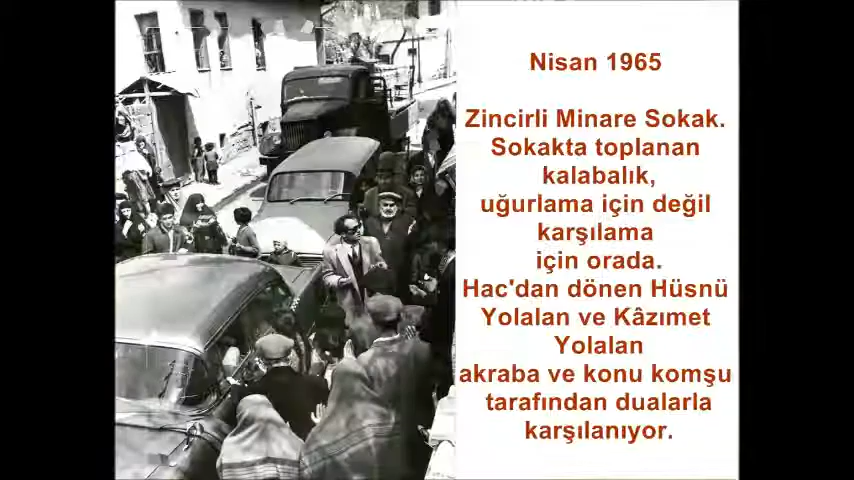 Nisan 1965
Zincirli Minare Sokak.
Sokakta toplanan
kalabalık,
uğurlama için değil
karşılama
için orada.
Hac'dan dönen Hüsnü
Yolalan ve Kâzımet
Yolalan
akraba ve konu komşu
tarafından dualarla
karşılanıyor.